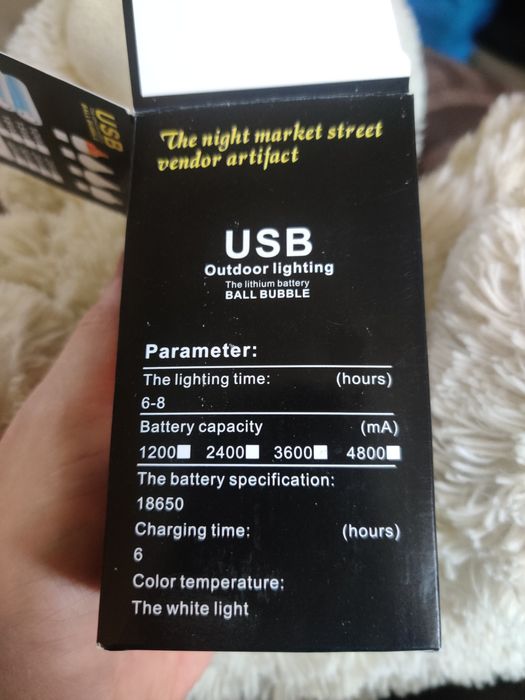 The night market street
vendor artifact
USB
Outdoor lighting
The lithium battery
BALL BUBBLE
Parameter:
The lighting time: (hours)
6-8
Battery capacity (mA)
1200 2400 3600 4800
The battery specification:
18650
Charging time: (hours)
6
Color temperature:
The white light
USB